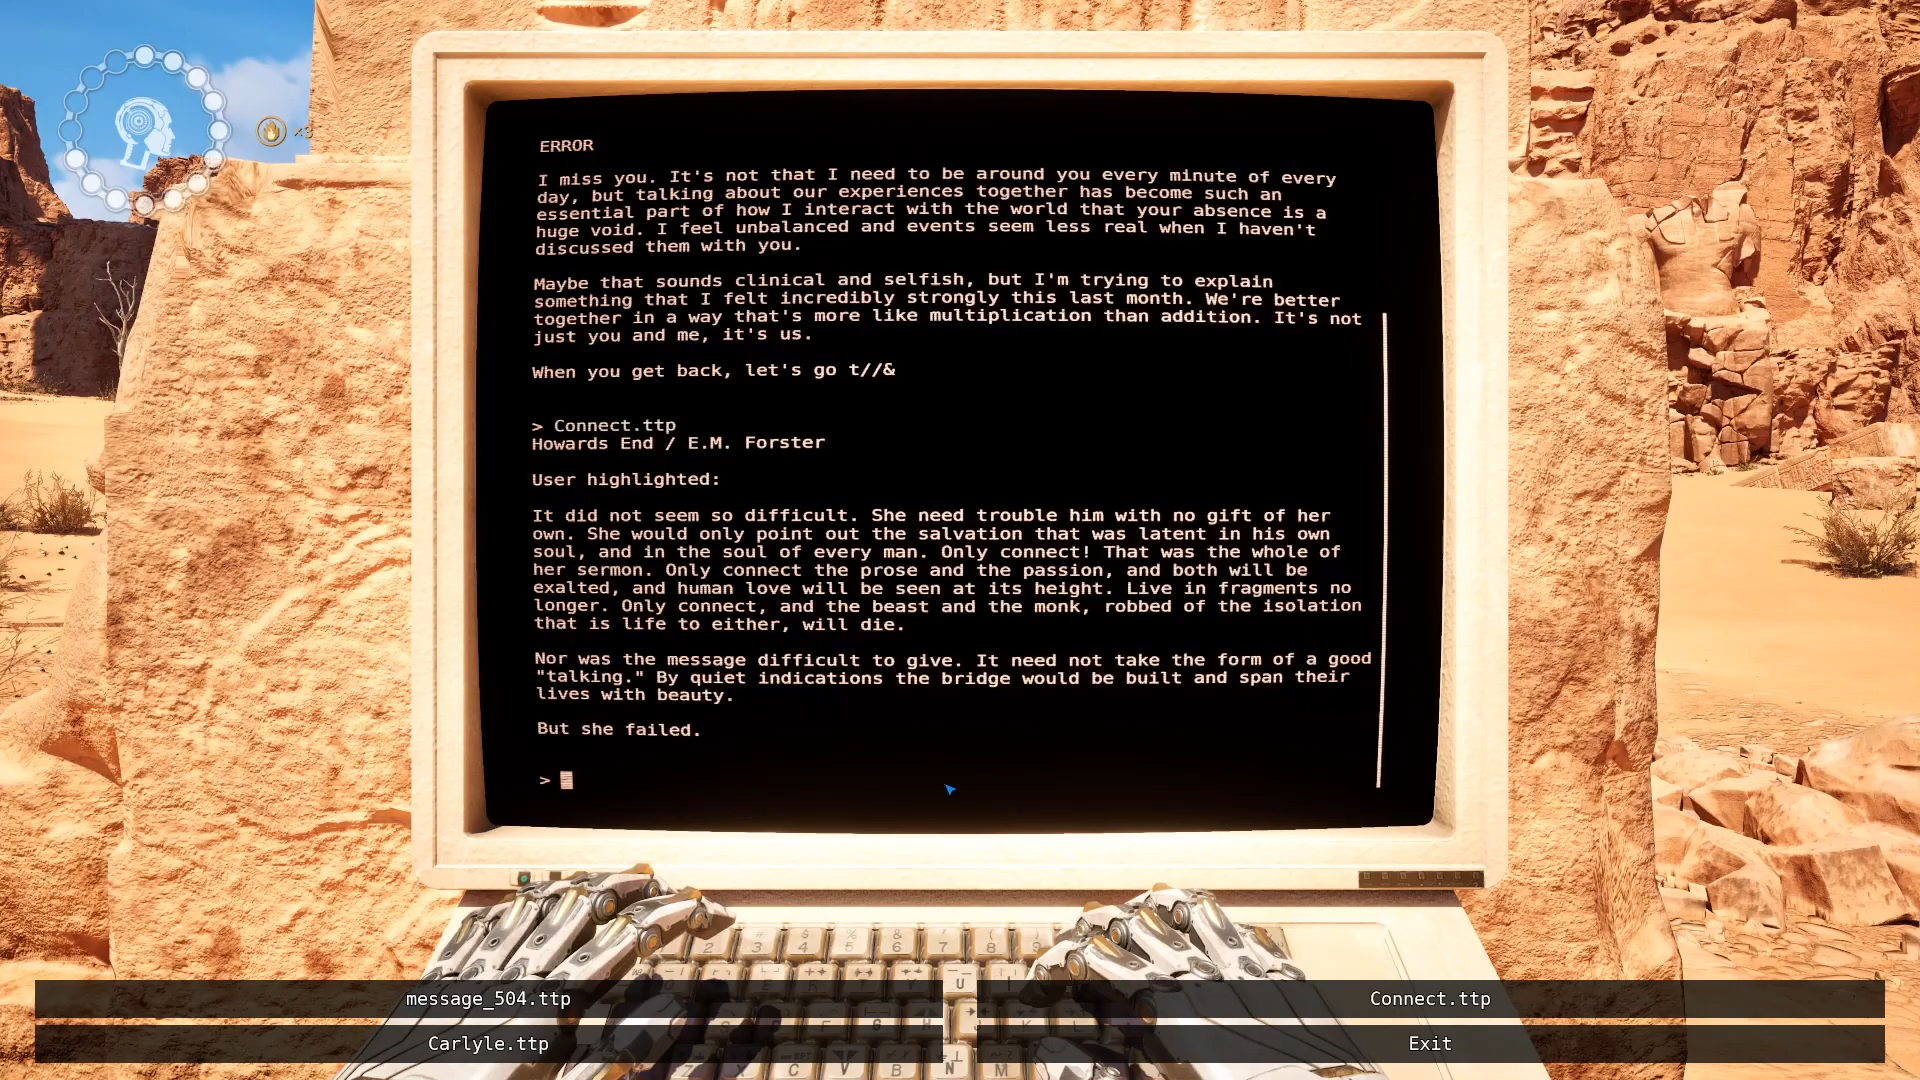 ×3
ERROR
I miss you. It's not that I need to be around you every minute of every
day, but talking about our experiences together has become such an
essential part of how I interact with the world that your absence is a
huge void. I feel unbalanced and events seem less real when I haven't
discussed them with you.
Maybe that sounds clinical and selfish, but I'm trying to explain
something that I felt incredibly strongly this last month. We're better
together in a way that's more like multiplication than addition. It's not
just you and me, it's us.
When you get back, let's go t//&
> Connect.ttp
Howards End / E.M. Forster
User highlighted:
It did not seem so difficult. She need trouble him with no gift of her
own. She would only point out the salvation that was latent in his own
soul, and in the soul of every man. Only connect! That was the whole of
her sermon. Only connect the prose and the passion, and both will be
exalted, and human love will be seen at its height. Live in fragments no
longer. Only connect, and the beast and the monk, robbed of the isolation
that is life to either, will die.
Nor was the message difficult to give. It need not take the form of a good
"talking." By quiet indications the bridge would be built and span their
lives with beauty.
But she failed.
>
2 3 4 5 6 7 8 9
U
C V B N M
message_504.ttp
Connect.ttp
Carlyle.ttp
Exit